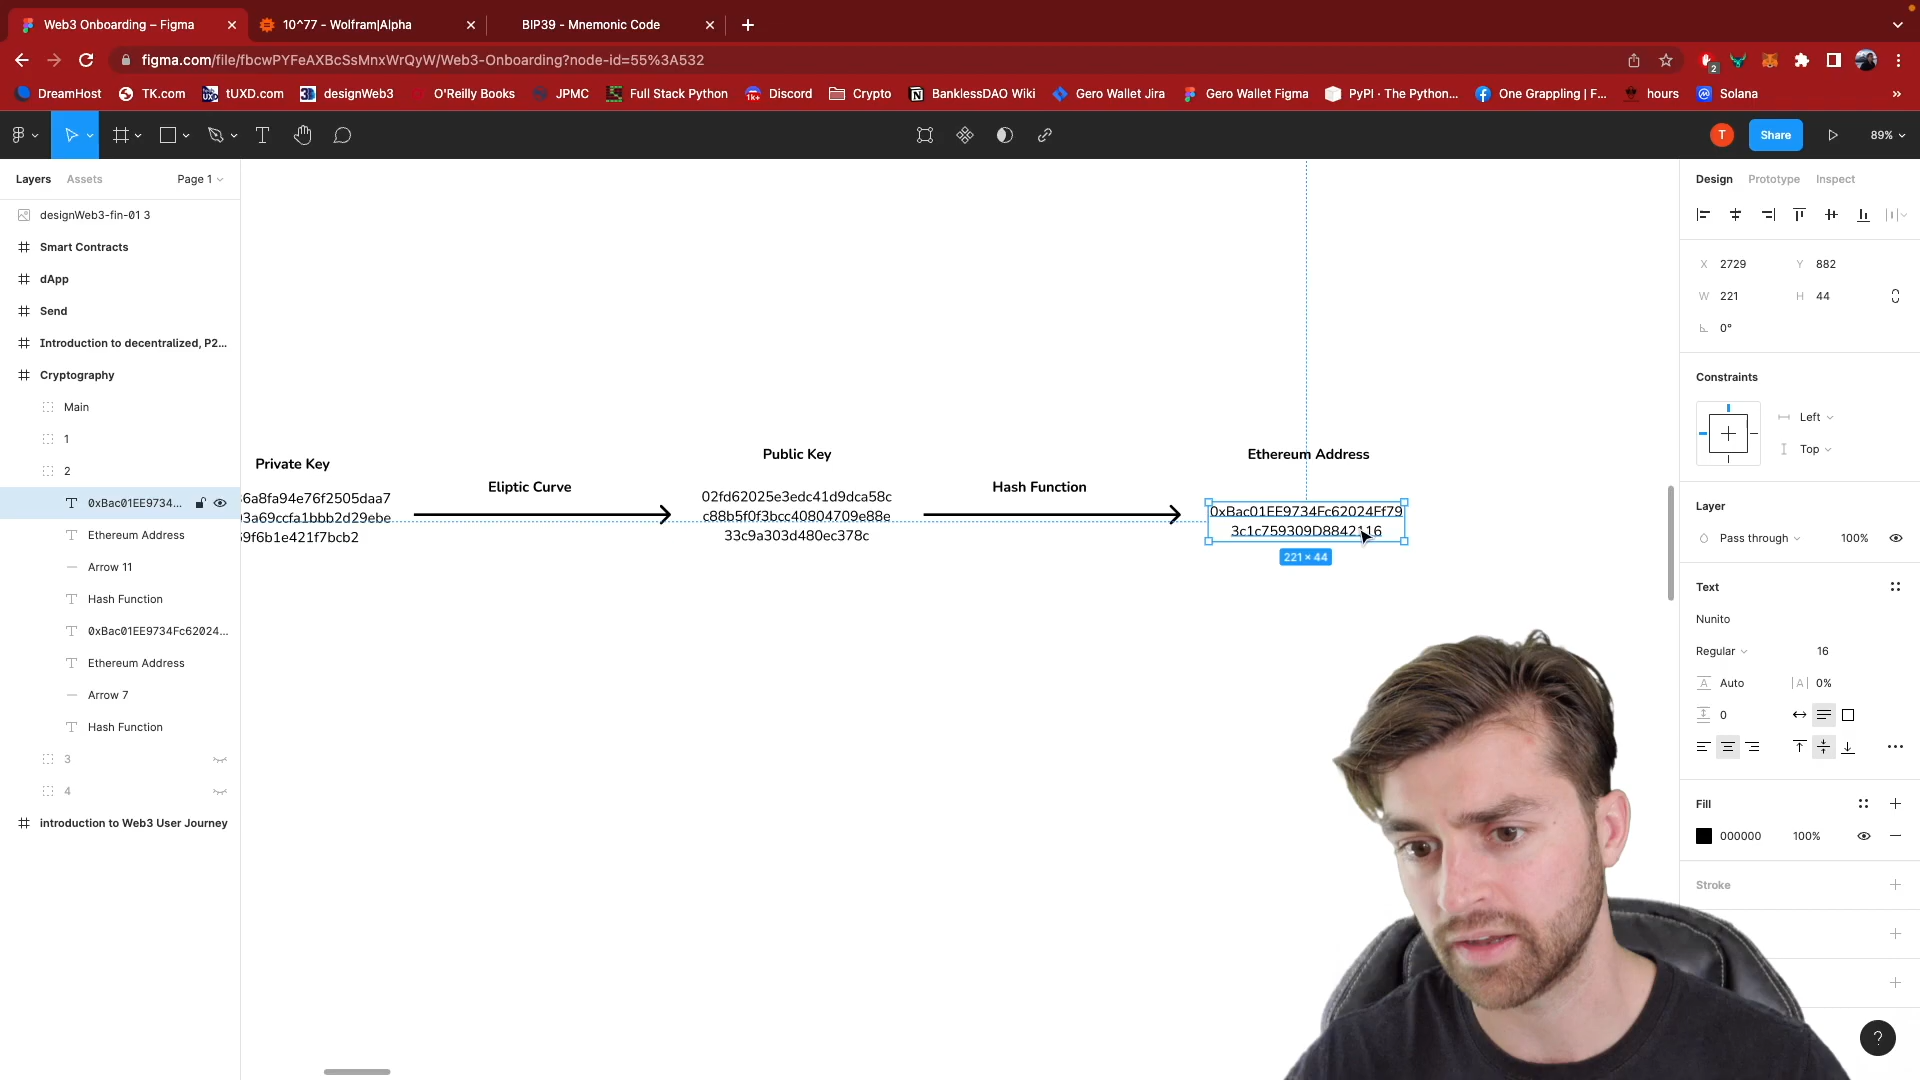 Web3 Onboarding – Figma
10^77 - Wolfram|Alpha
BIP39 - Mnemonic Code
figma.com/file/fbcwPYFeAXBcSsMnxWrQyW/Web3-Onboarding?node-id=55%3A532
2
DreamHost
TK.com
tUXD.com
designWeb3
O'Reilly Books
JPMC
Full Stack Python
Discord
Crypto
BanklessDAO Wiki
Gero Wallet Jira
Gero Wallet Figma
PyPI · The Python...
One Grappling | F...
hours
Solana
»
T
Share
89%
Layers
Assets
Page 1
designWeb3-fin-01 3
Smart Contracts
dApp
Send
Introduction to decentralized, P2...
Cryptography
Main
1
2
0xBac01EE9734...
Ethereum Address
Arrow 11
Hash Function
0xBac01EE9734Fc62024...
Ethereum Address
Arrow 7
Hash Function
3
4
introduction to Web3 User Journey
Private Key
6a8fa94e76f2505daa7
3a69ccfa1bbb2d29ebe
9f6b1e421f7bcb2
Eliptic Curve
Public Key
02fd62025e3edc41d9dca58c
c88b5f0f3bcc40804709e88e
33c9a303d480ec378c
Hash Function
Ethereum Address
0xBac01EE9734Fc62024Ff79
3c1c759309D8842116
221 × 44
Design
Prototype
Inspect
X 2729
Y 882
W 221
H 44
0°
Constraints
Left
Top
Layer
Pass through
100%
Text
Nunito
Regular
16
Auto
0%
0
Fill
000000
100%
Stroke
?